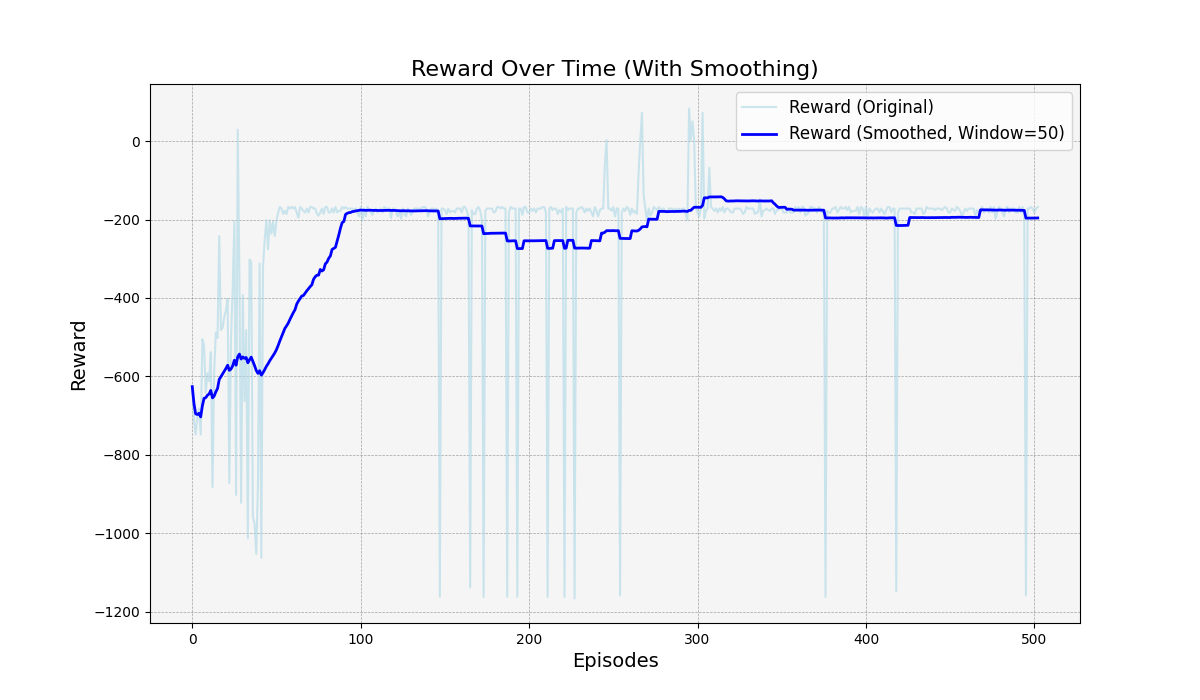 Reward Over Time (With Smoothing)
Reward (Original)
Reward (Smoothed, Window=50)
Reward
0
−200
−400
−600
−800
−1000
−1200
0
100
200
300
400
500
Episodes